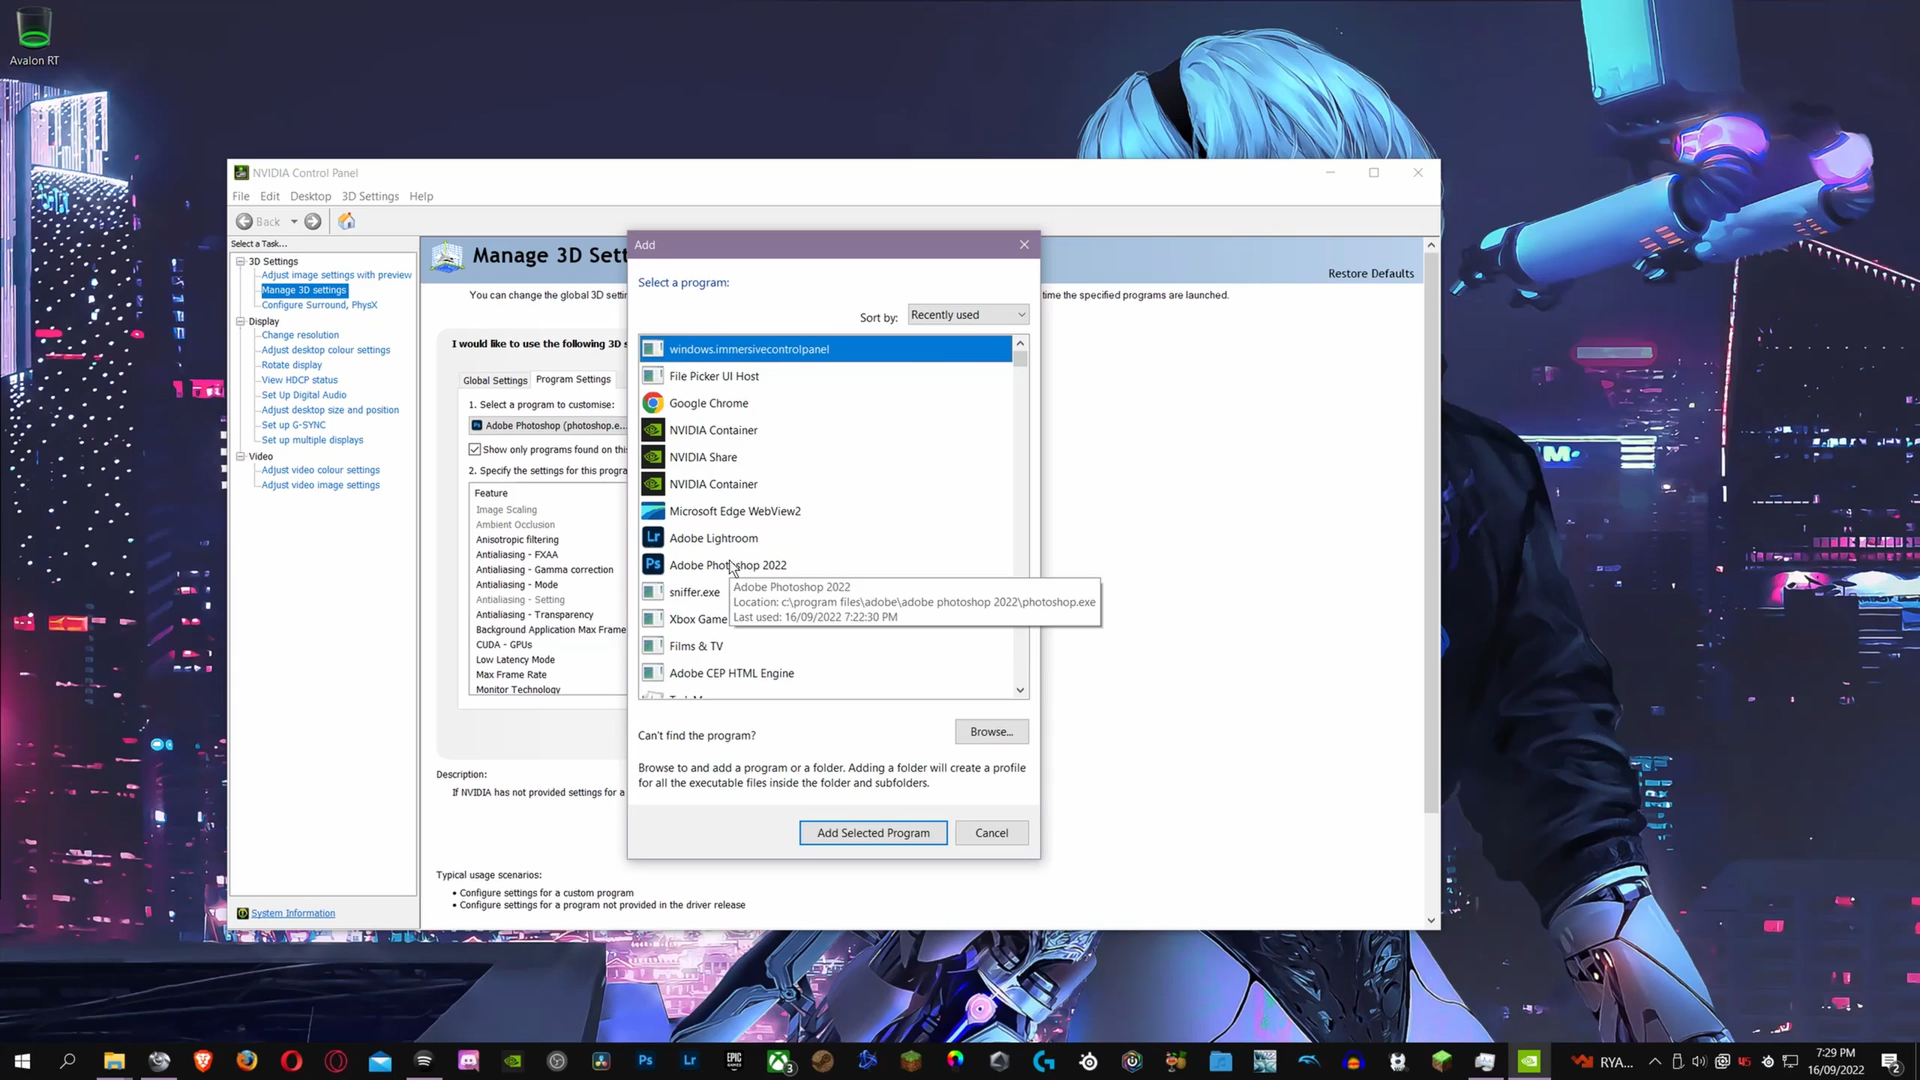 Avalon RT
NVIDIA Control Panel
File Edit Desktop 3D Settings Help
Back
Select a Task...
3D Settings
Adjust image settings with preview
Manage 3D settings
Configure Surround, PhysX
Display
Change resolution
Adjust desktop colour settings
Rotate display
View HDCP status
Set Up Digital Audio
Adjust desktop size and position
Set up G-SYNC
Set up multiple displays
Video
Adjust video colour settings
Adjust video image settings
System Information
Manage 3D Sett
Restore Defaults
You can change the global 3D settin
time the specified programs are launched.
I would like to use the following 3D s
Global Settings Program Settings
1. Select a program to customise:
Adobe Photoshop (photoshop.e...
Show only programs found on this
2. Specify the settings for this progra
Feature
Image Scaling
Ambient Occlusion
Anisotropic filtering
Antialiasing - FXAA
Antialiasing - Gamma correction
Antialiasing - Mode
Antialiasing - Setting
Antialiasing - Transparency
Background Application Max Frame
CUDA - GPUs
Low Latency Mode
Max Frame Rate
Monitor Technology
Description:
If NVIDIA has not provided settings for a
Typical usage scenarios:
• Configure settings for a custom program
• Configure settings for a program not provided in the driver release
Add
Select a program:
Sort by: Recently used
windows.immersivecontrolpanel
File Picker UI Host
Google Chrome
NVIDIA Container
NVIDIA Share
NVIDIA Container
Microsoft Edge WebView2
Lr Adobe Lightroom
Ps Adobe Photoshop 2022
sniffer.exe
Xbox Game
Films & TV
Adobe CEP HTML Engine
Adobe Photoshop 2022
Location: c:\program files\adobe\adobe photoshop 2022\photoshop.exe
Last used: 16/09/2022 7:22:30 PM
Can't find the program?
Browse...
Browse to and add a program or a folder. Adding a folder will create a profile
for all the executable files inside the folder and subfolders.
Add Selected Program Cancel
Ps Lr EPIC GAMES 3
RYA...
7:29 PM
16/09/2022
2